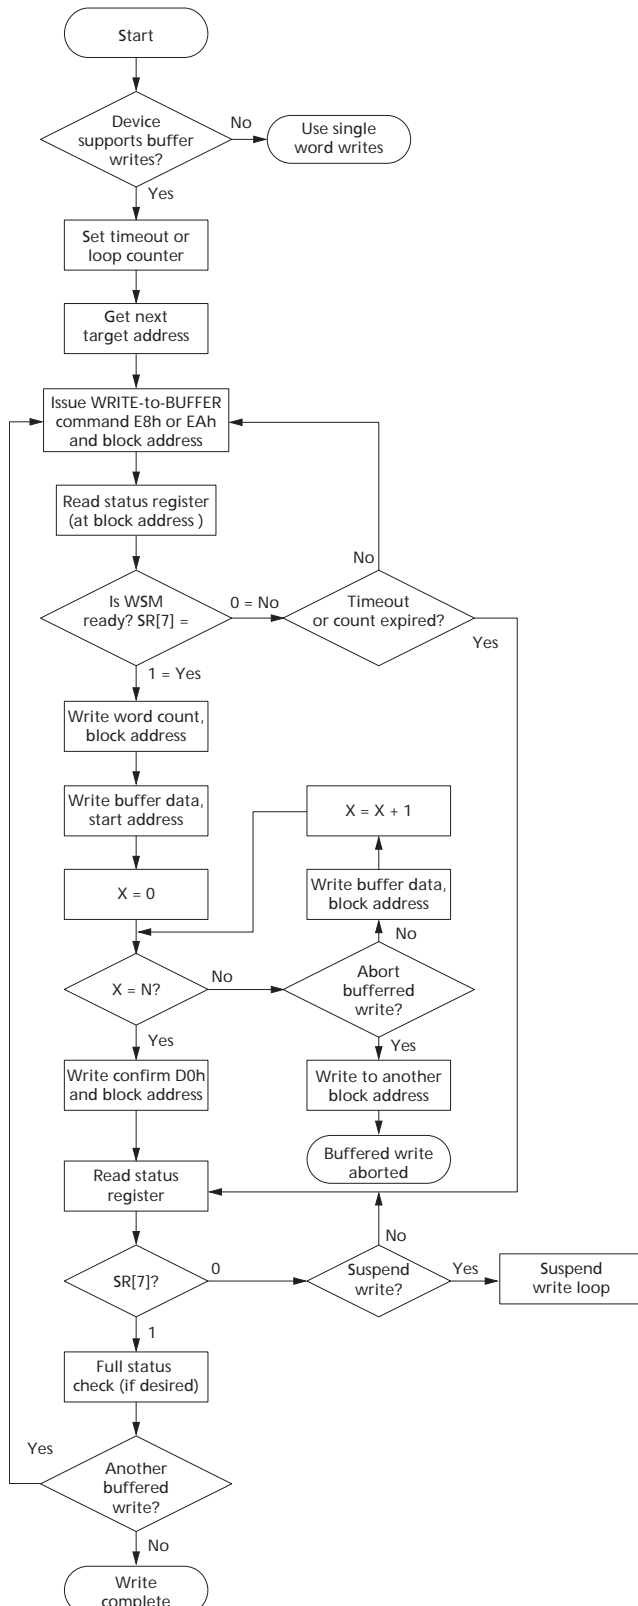 Start
Device
supports buffer
writes?
No
Use single
word writes
Yes
Set timeout or
loop counter
Get next
target address
Issue WRITE-to-BUFFER
command E8h or EAh
and block address
Read status register
(at block address )
No
Is WSM
ready? SR[7] =
0 = No
Timeout
or count expired?
Yes
1 = Yes
Write word count,
block address
Write buffer data,
start address
X = X + 1
X = 0
Write buffer data,
block address
No
X = N?
No
Abort
bufferred
write?
Yes
Yes
Write confirm D0h
and block address
Write to another
block address
Buffered write
aborted
Read status
register
No
SR[7]?
0
Suspend
write?
Yes
Suspend
write loop
1
Full status
check (if desired)
Yes
Another
buffered
write?
No
Write
complete